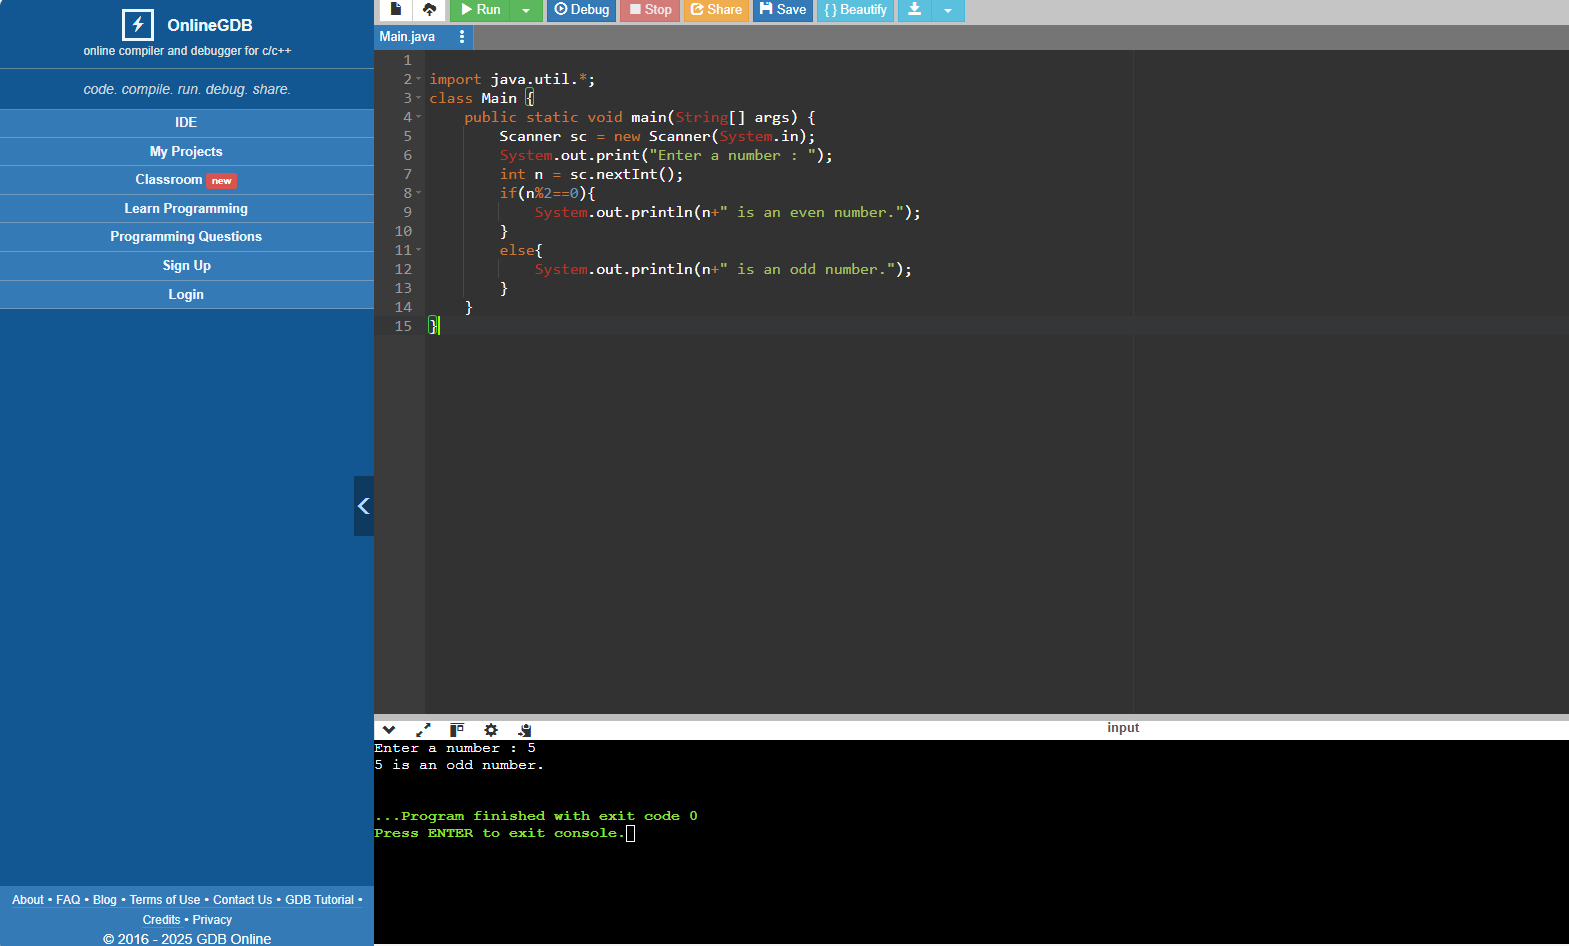 OnlineGDB
online compiler and debugger for c/c++
code. compile. run. debug. share.
IDE
My Projects
Classroom new
Learn Programming
Programming Questions
Sign Up
Login
About • FAQ • Blog • Terms of Use • Contact Us • GDB Tutorial •
Credits • Privacy
© 2016 - 2025 GDB Online
Run Debug Stop Share Save { } Beautify
Main.java
1
2 import java.util.*;
3 class Main {
4     public static void main(String[] args) {
5         Scanner sc = new Scanner(System.in);
6         System.out.print("Enter a number : ");
7         int n = sc.nextInt();
8         if(n%2==0){
9             System.out.println(n+" is an even number.");
10         }
11         else{
12             System.out.println(n+" is an odd number.");
13         }
14     }
15 }
input
Enter a number : 5
5 is an odd number.
...Program finished with exit code 0
Press ENTER to exit console.